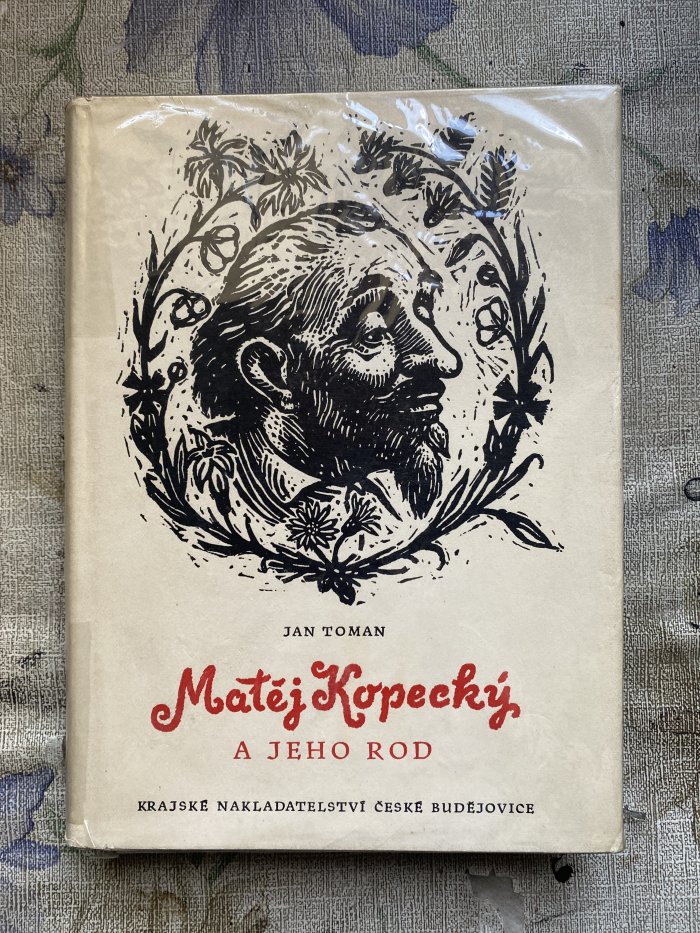 JAN TOMAN
Matěj Kopecký
A JEHO ROD
KRAJSKÉ NAKLADATELSTVÍ ČESKÉ BUDĚJOVICE